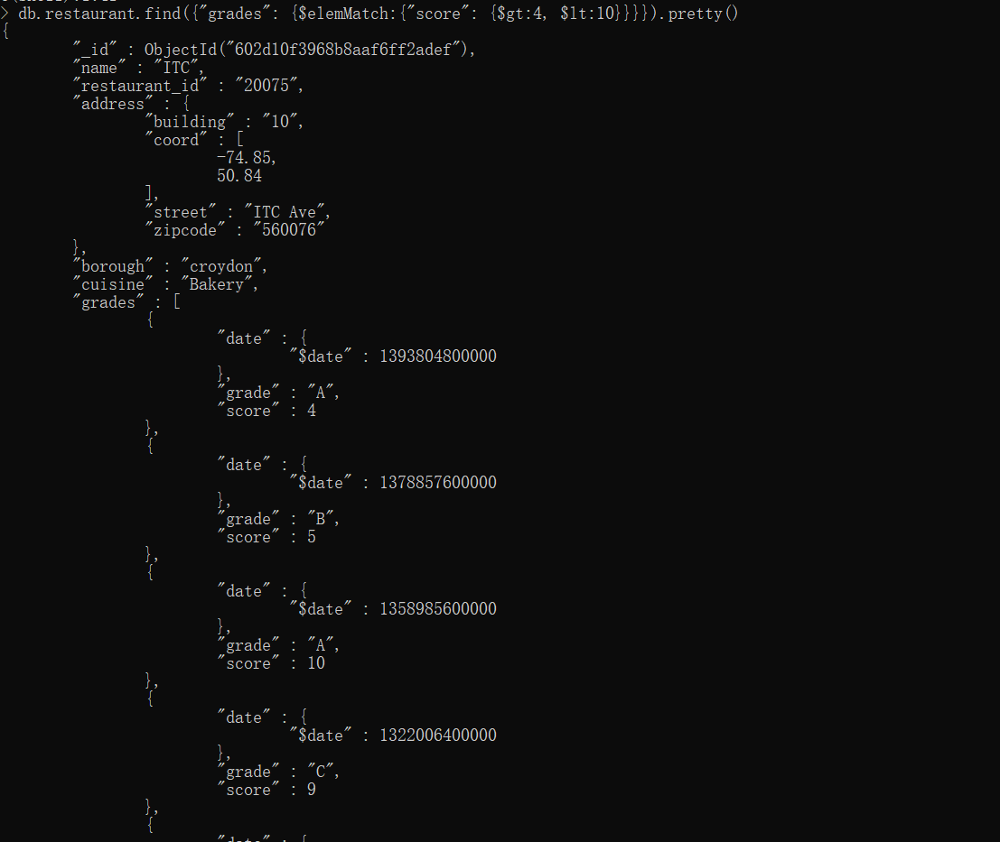 > db.restaurant.find({"grades": {$elemMatch:{"score": {$gt:4, $lt:10}}}}).pretty()
{
        "_id" : ObjectId("602d10f3968b8aaf6ff2adef"),
        "name" : "ITC",
        "restaurant_id" : "20075",
        "address" : {
                "building" : "10",
                "coord" : [
                        -74.85,
                        50.84
                ],
                "street" : "ITC Ave",
                "zipcode" : "560076"
        },
        "borough" : "croydon",
        "cuisine" : "Bakery",
        "grades" : [
                {
                        "date" : {
                                "$date" : 1393804800000
                        },
                        "grade" : "A",
                        "score" : 4
                },
                {
                        "date" : {
                                "$date" : 1378857600000
                        },
                        "grade" : "B",
                        "score" : 5
                },
                {
                        "date" : {
                                "$date" : 1358985600000
                        },
                        "grade" : "A",
                        "score" : 10
                },
                {
                        "date" : {
                                "$date" : 1322006400000
                        },
                        "grade" : "C",
                        "score" : 9
                },
                {